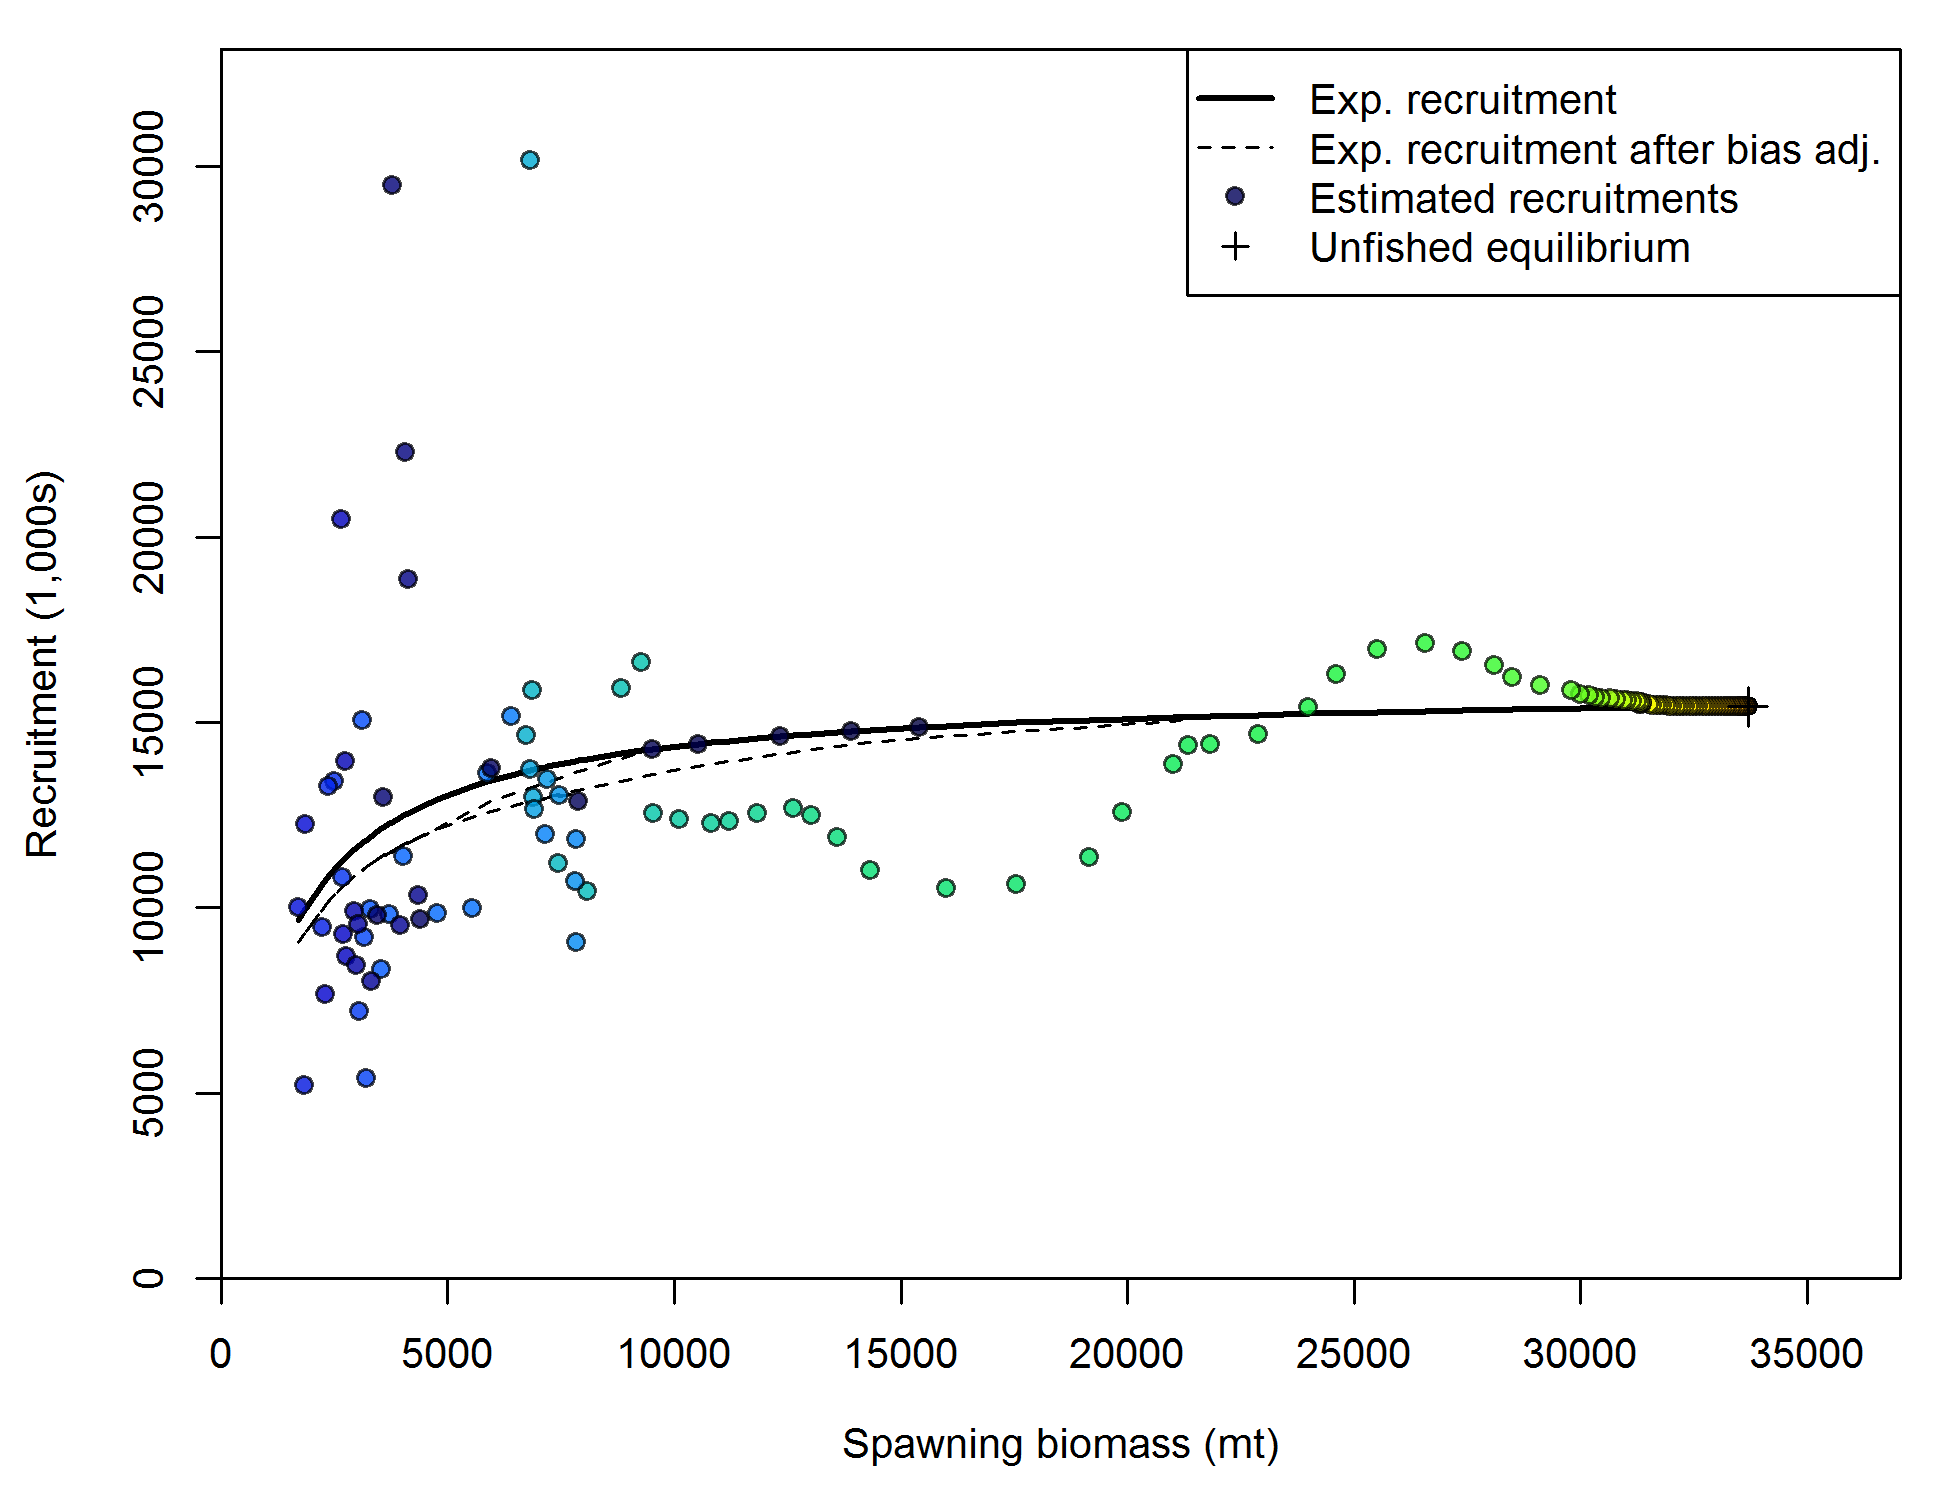 Exp. recruitment
Exp. recruitment after bias adj.
Estimated recruitments
Unfished equilibrium
Recruitment (1,000s)
30000
25000
20000
15000
10000
5000
0
0 5000 10000 15000 20000 25000 30000 35000
Spawning biomass (mt)